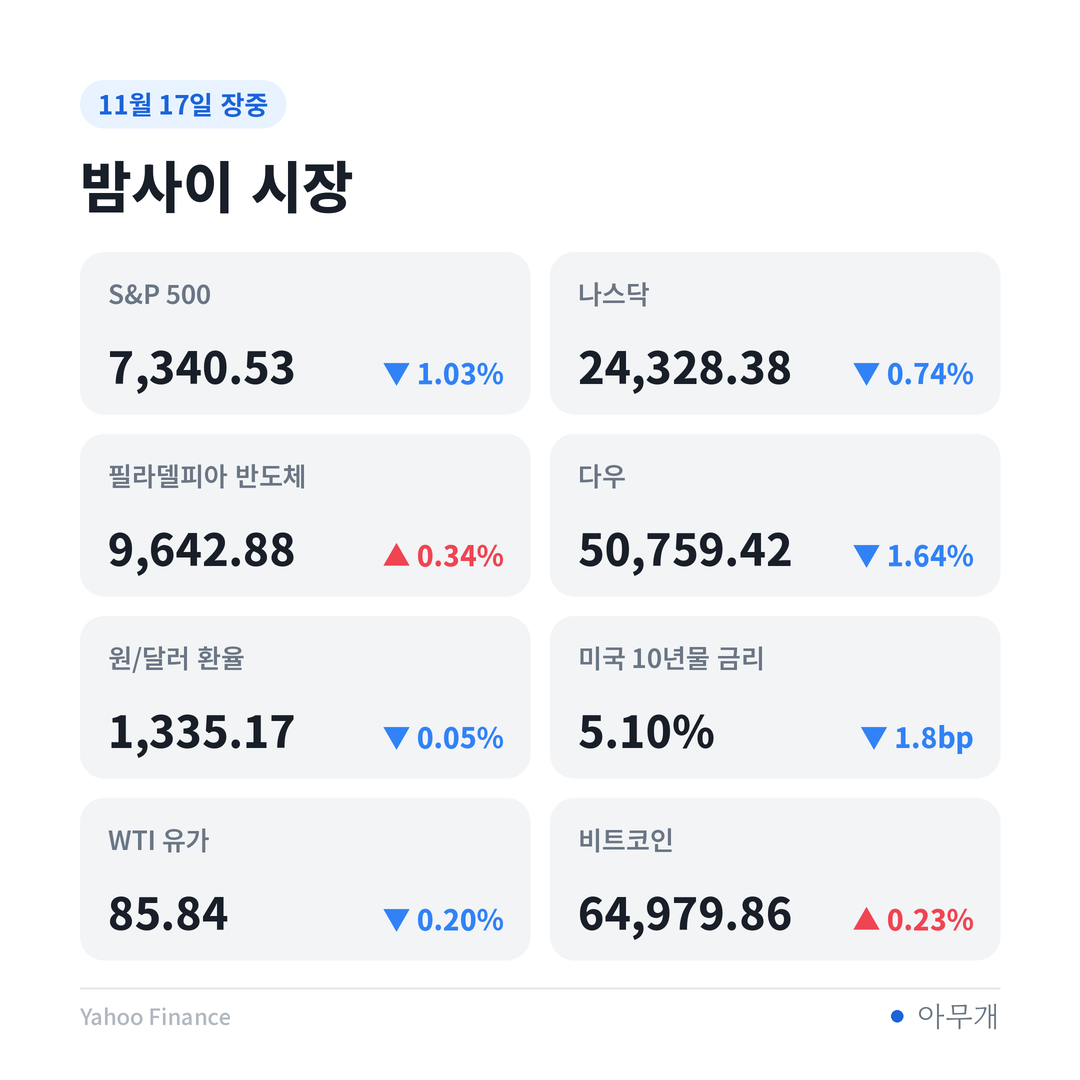 11월 17일 장중
밤사이 시장
S&P 500
7,340.53 ▼ 1.03%
나스닥
24,328.38 ▼ 0.74%
필라델피아 반도체
9,642.88 ▲ 0.34%
다우
50,759.42 ▼ 1.64%
원/달러 환율
1,335.17 ▼ 0.05%
미국 10년물 금리
5.10% ▼ 1.8bp
WTI 유가
85.84 ▼ 0.20%
비트코인
64,979.86 ▲ 0.23%
Yahoo Finance
아무개